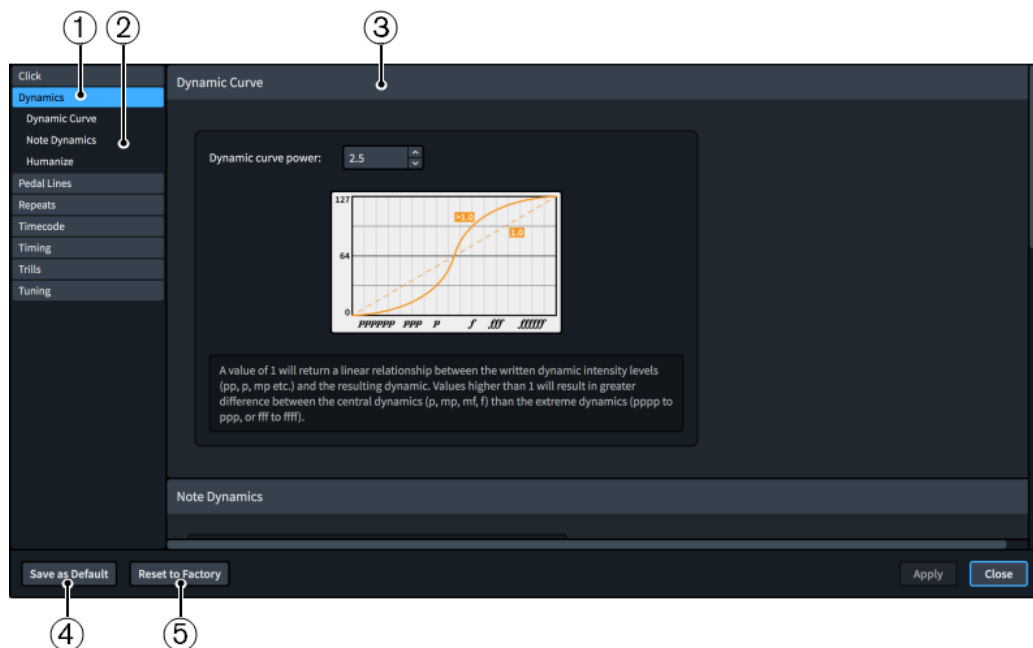 ① ② ③
Click
Dynamics
Dynamic Curve
Note Dynamics
Humanize
Pedal Lines
Repeats
Timecode
Timing
Trills
Tuning
Dynamic Curve
Dynamic curve power: 2.5
127
>1.0
1.0
64
0
pppppp ppp p f fff ffffff
A value of 1 will return a linear relationship between the written dynamic intensity levels
(pp, p, mp etc.) and the resulting dynamic. Values higher than 1 will result in greater
difference between the central dynamics (p, mp, mf, f) than the extreme dynamics (pppp to
ppp, or fff to ffff).
Note Dynamics
Save as Default Reset to Factory Apply Close
④ ⑤